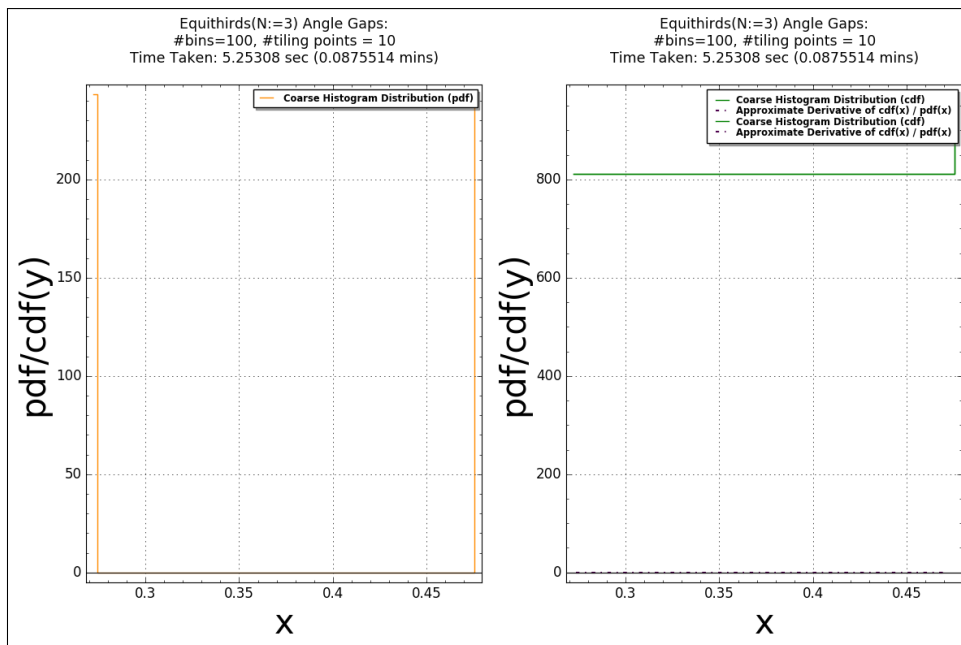 Equithirds(N:=3) Angle Gaps:
#bins=100, #tiling points = 10
Time Taken: 5.25308 sec (0.0875514 mins)
Coarse Histogram Distribution (pdf)
200
150
100
50
0
pdf/cdf(y)
0.3
0.35
0.4
0.45
x
Equithirds(N:=3) Angle Gaps:
#bins=100, #tiling points = 10
Time Taken: 5.25308 sec (0.0875514 mins)
Coarse Histogram Distribution (cdf)
Approximate Derivative of cdf(x) / pdf(x)
Coarse Histogram Distribution (cdf)
Approximate Derivative of cdf(x) / pdf(x)
800
600
400
200
0
pdf/cdf(y)
0.3
0.35
0.4
0.45
x